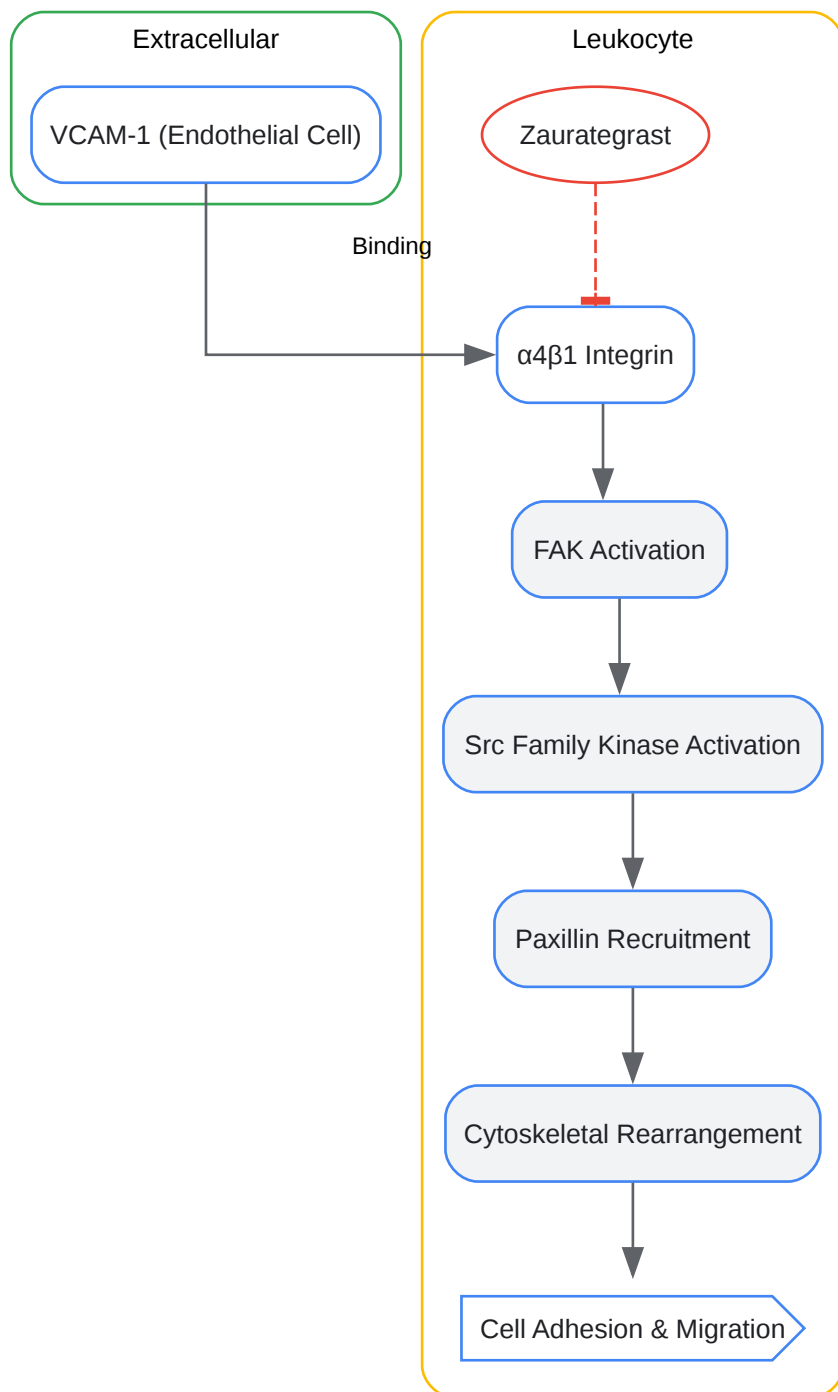 Extracellular
Leukocyte
VCAM-1 (Endothelial Cell)
Zaurategrast
Binding
α4β1 Integrin
FAK Activation
Src Family Kinase Activation
Paxillin Recruitment
Cytoskeletal Rearrangement
Cell Adhesion & Migration